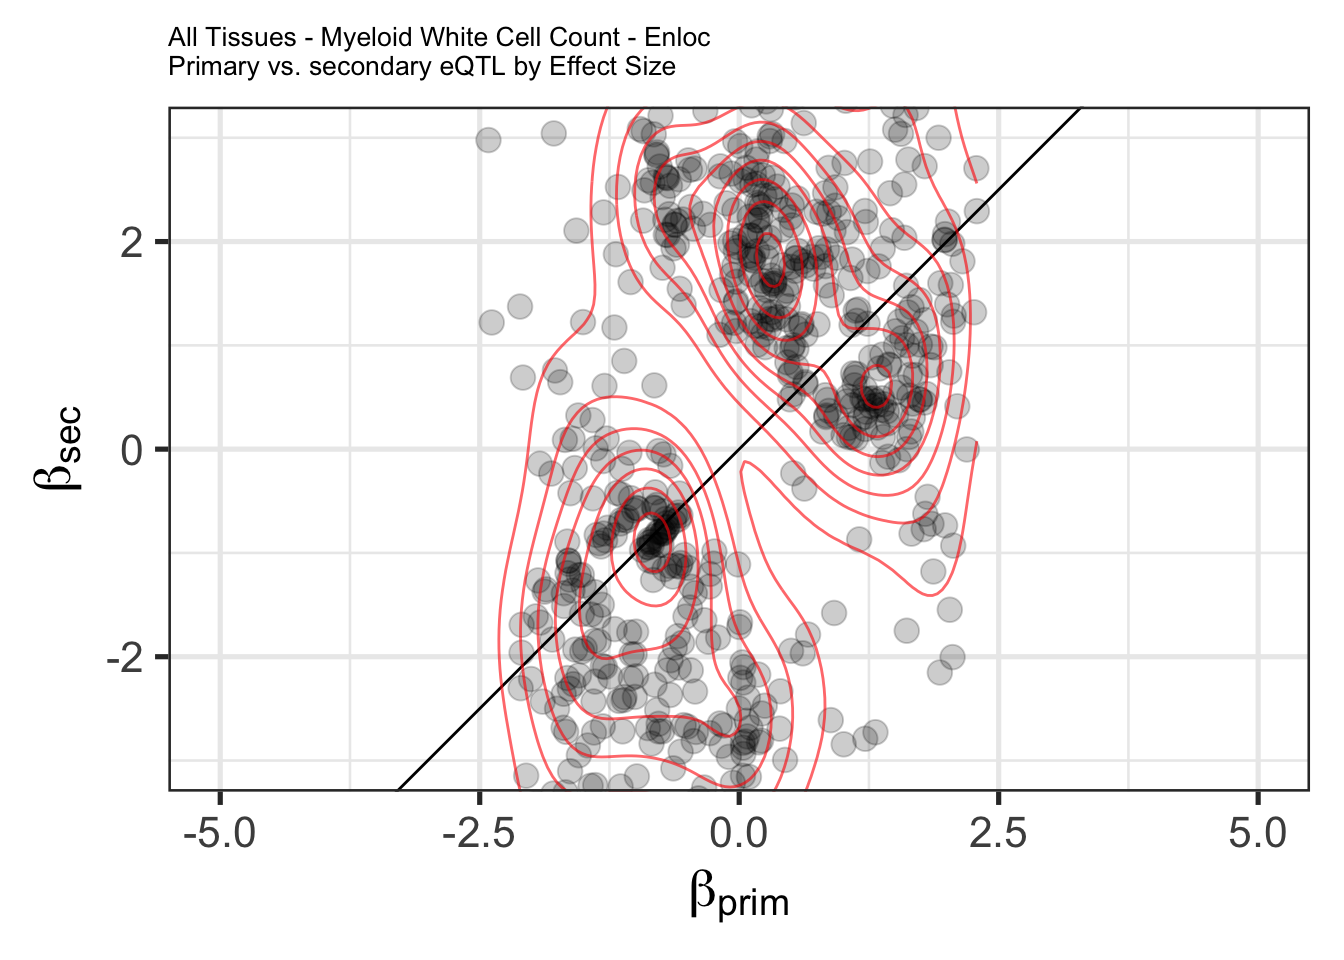 All Tissues - Myeloid White Cell Count - Enloc
Primary vs. secondary eQTL by Effect Size
βsec
2
0
-2
-5.0 -2.5 0.0 2.5 5.0
βprim